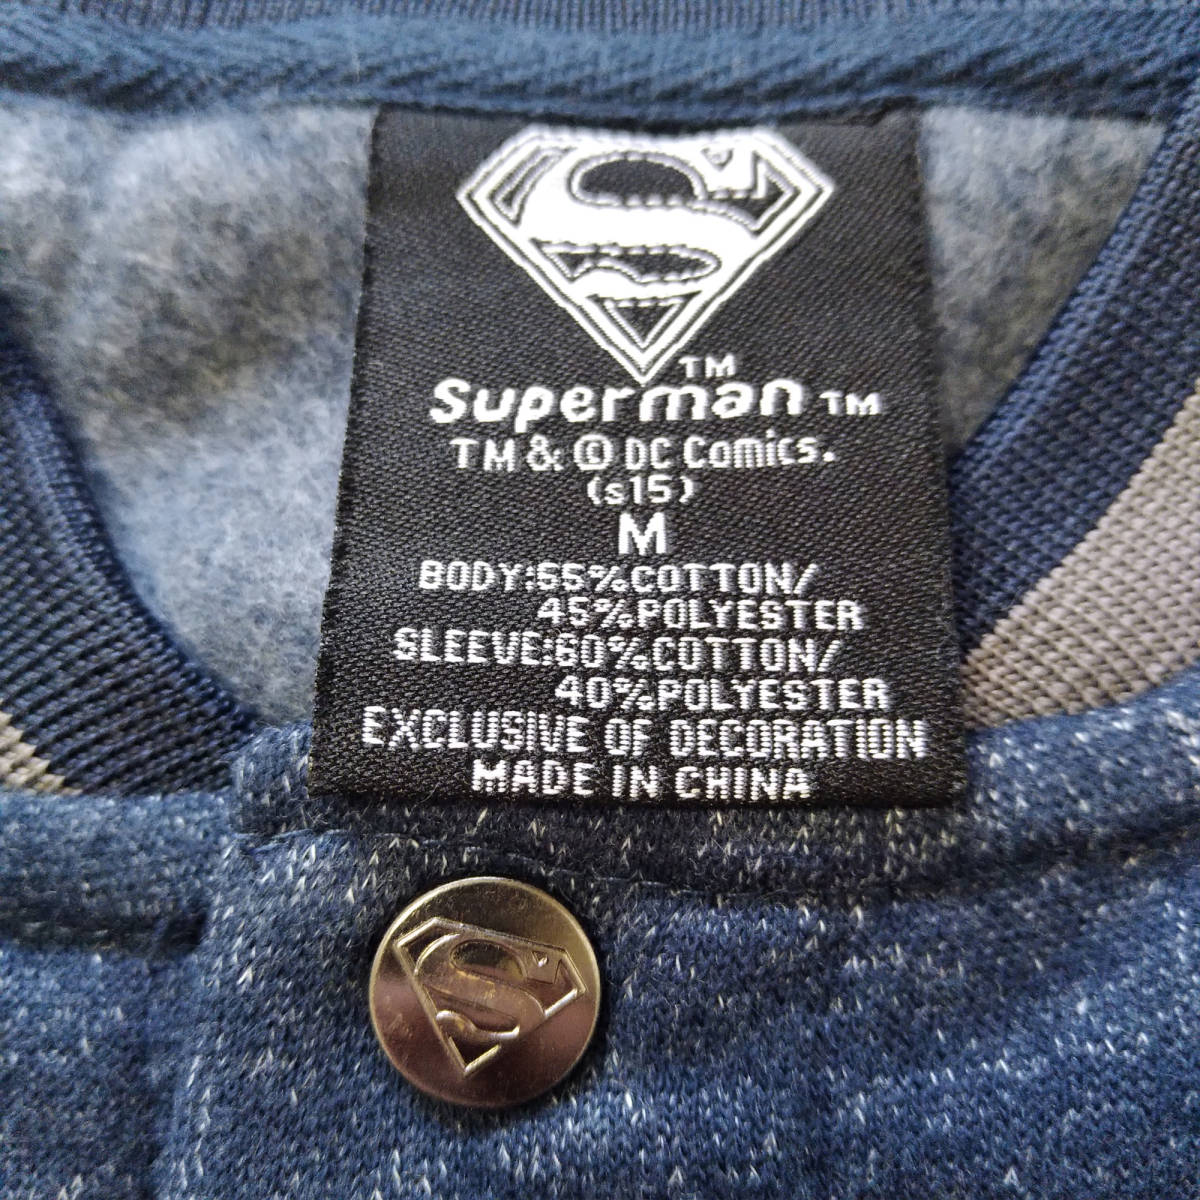 TM
Superman TM
TM & © DC Comics.
(s15)
M
BODY:55%COTTON/
45%POLYESTER
SLEEVE:60%COTTON/
40%POLYESTER
EXCLUSIVE OF DECORATION
MADE IN CHINA